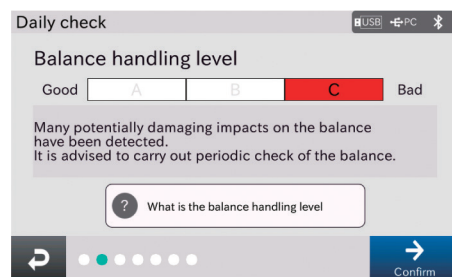 Daily check
USB PC
Balance handling level
Good A B C Bad
Many potentially damaging impacts on the balance
have been detected.
It is advised to carry out periodic check of the balance.
? What is the balance handling level
Confirm